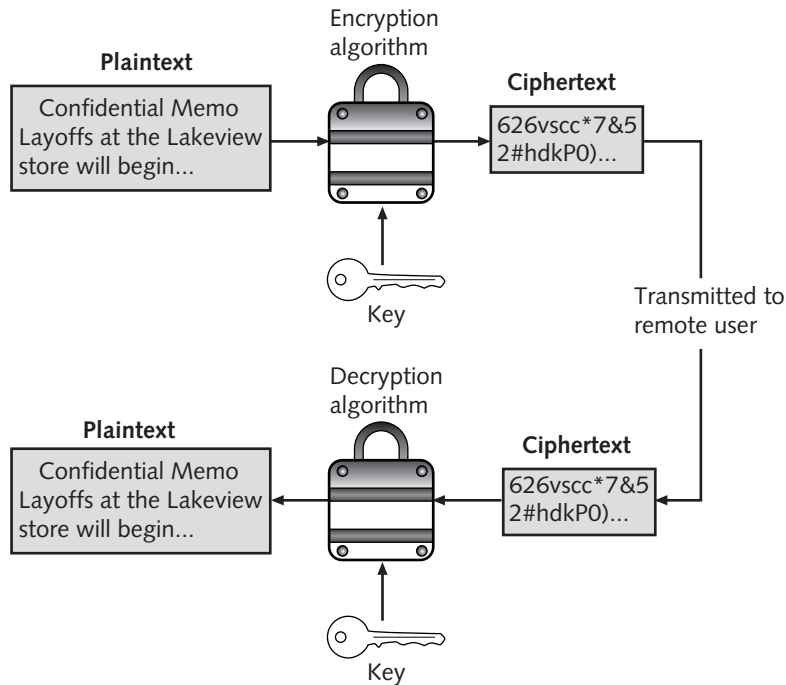 Encryption
algorithm
Plaintext
Confidential Memo
Layoffs at the Lakeview
store will begin...
Ciphertext
626vscc*7&5
2#hdkP0)...
Key
Transmitted to
remote user
Decryption
algorithm
Plaintext
Confidential Memo
Layoffs at the Lakeview
store will begin...
Ciphertext
626vscc*7&5
2#hdkP0)...
Key